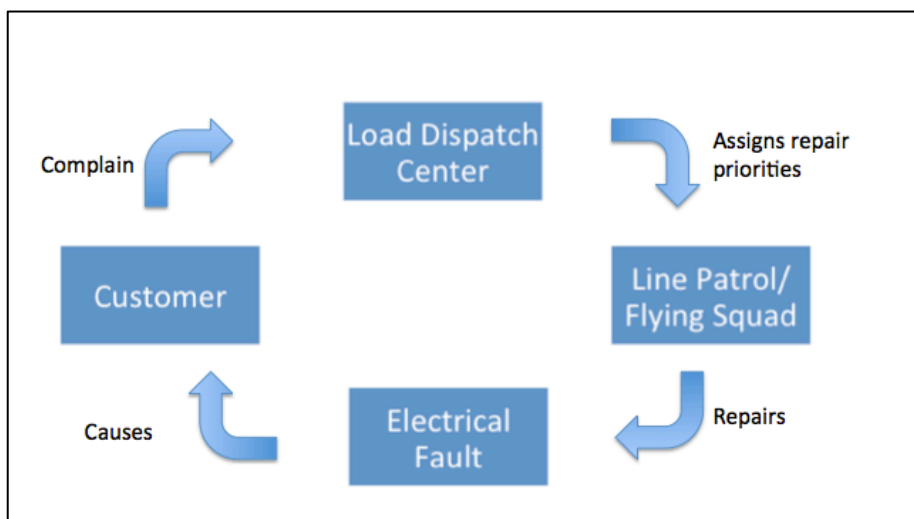 Load Dispatch
Center
Assigns repair
priorities
Complain
Customer
Line Patrol/
Flying Squad
Causes
Electrical
Fault
Repairs